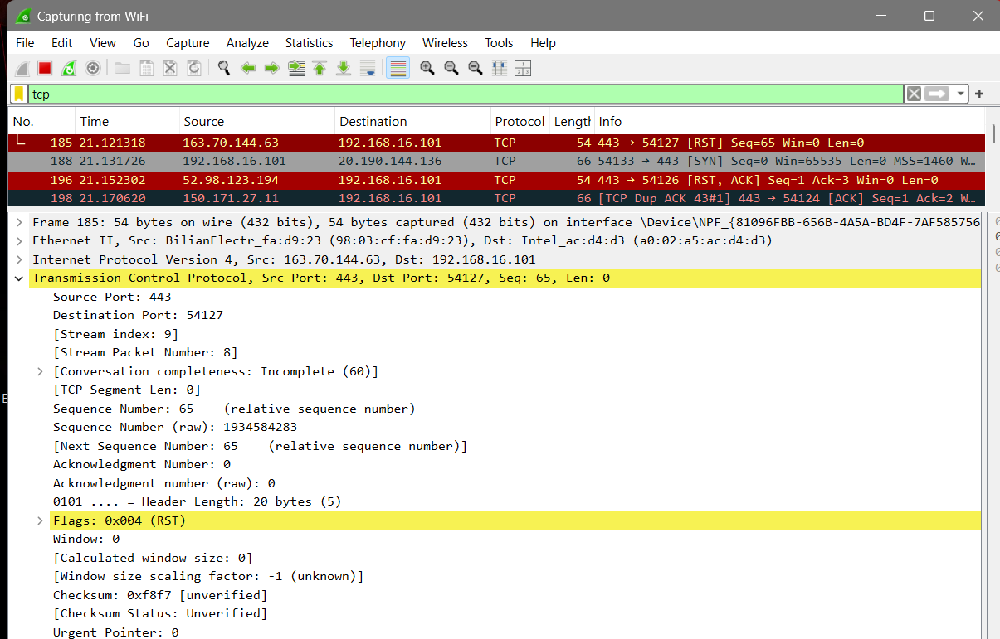 Capturing from WiFi
File Edit View Go Capture Analyze Statistics Telephony Wireless Tools Help
tcp
No. Time Source Destination Protocol Length Info
185 21.121318 163.70.144.63 192.168.16.101 TCP 54 443 → 54127 [RST] Seq=65 Win=0 Len=0
188 21.131726 192.168.16.101 20.190.144.136 TCP 66 54133 → 443 [SYN] Seq=0 Win=65535 Len=0 MSS=1460 W…
196 21.152302 52.98.123.194 192.168.16.101 TCP 54 443 → 54126 [RST, ACK] Seq=1 Ack=3 Win=0 Len=0
198 21.170620 150.171.27.11 192.168.16.101 TCP 66 [TCP Dup ACK 43#1] 443 → 54124 [ACK] Seq=1 Ack=2 W…
Frame 185: 54 bytes on wire (432 bits), 54 bytes captured (432 bits) on interface \Device\NPF_{81096FBB-656B-4A5A-BD4F-7AF585756
Ethernet II, Src: BilianElectr_fa:d9:23 (98:03:cf:fa:d9:23), Dst: Intel_ac:d4:d3 (a0:02:a5:ac:d4:d3)
Internet Protocol Version 4, Src: 163.70.144.63, Dst: 192.168.16.101
Transmission Control Protocol, Src Port: 443, Dst Port: 54127, Seq: 65, Len: 0
Source Port: 443
Destination Port: 54127
[Stream index: 9]
[Stream Packet Number: 8]
[Conversation completeness: Incomplete (60)]
[TCP Segment Len: 0]
Sequence Number: 65 (relative sequence number)
Sequence Number (raw): 1934584283
[Next Sequence Number: 65 (relative sequence number)]
Acknowledgment Number: 0
Acknowledgment number (raw): 0
0101 .... = Header Length: 20 bytes (5)
Flags: 0x004 (RST)
Window: 0
[Calculated window size: 0]
[Window size scaling factor: -1 (unknown)]
Checksum: 0xf8f7 [unverified]
[Checksum Status: Unverified]
Urgent Pointer: 0